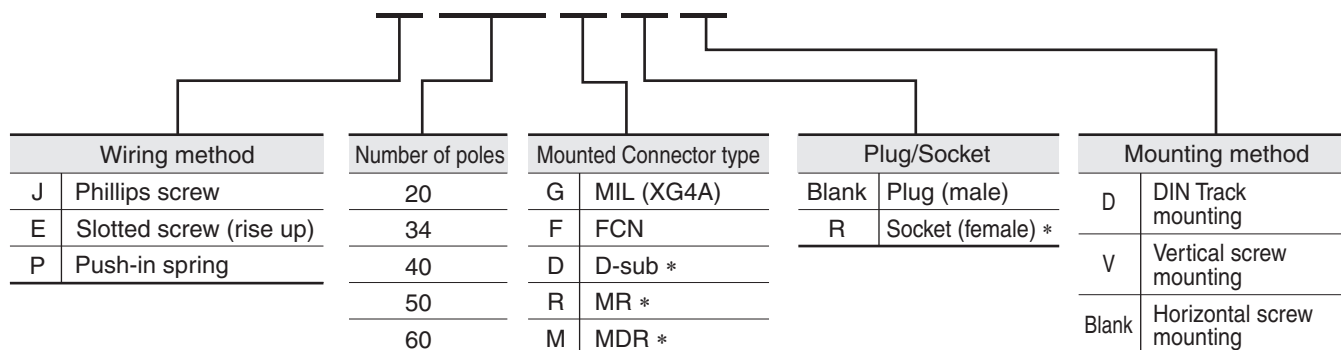 Wiring method
J Phillips screw
E Slotted screw (rise up)
P Push-in spring
Number of poles
20
34
40
50
60
Mounted Connector type
G MIL (XG4A)
F FCN
D D-sub *
R MR *
M MDR *
Plug/Socket
Blank Plug (male)
R Socket (female) *
Mounting method
D DIN Track
mounting
V Vertical screw
mounting
Blank Horizontal screw
mounting